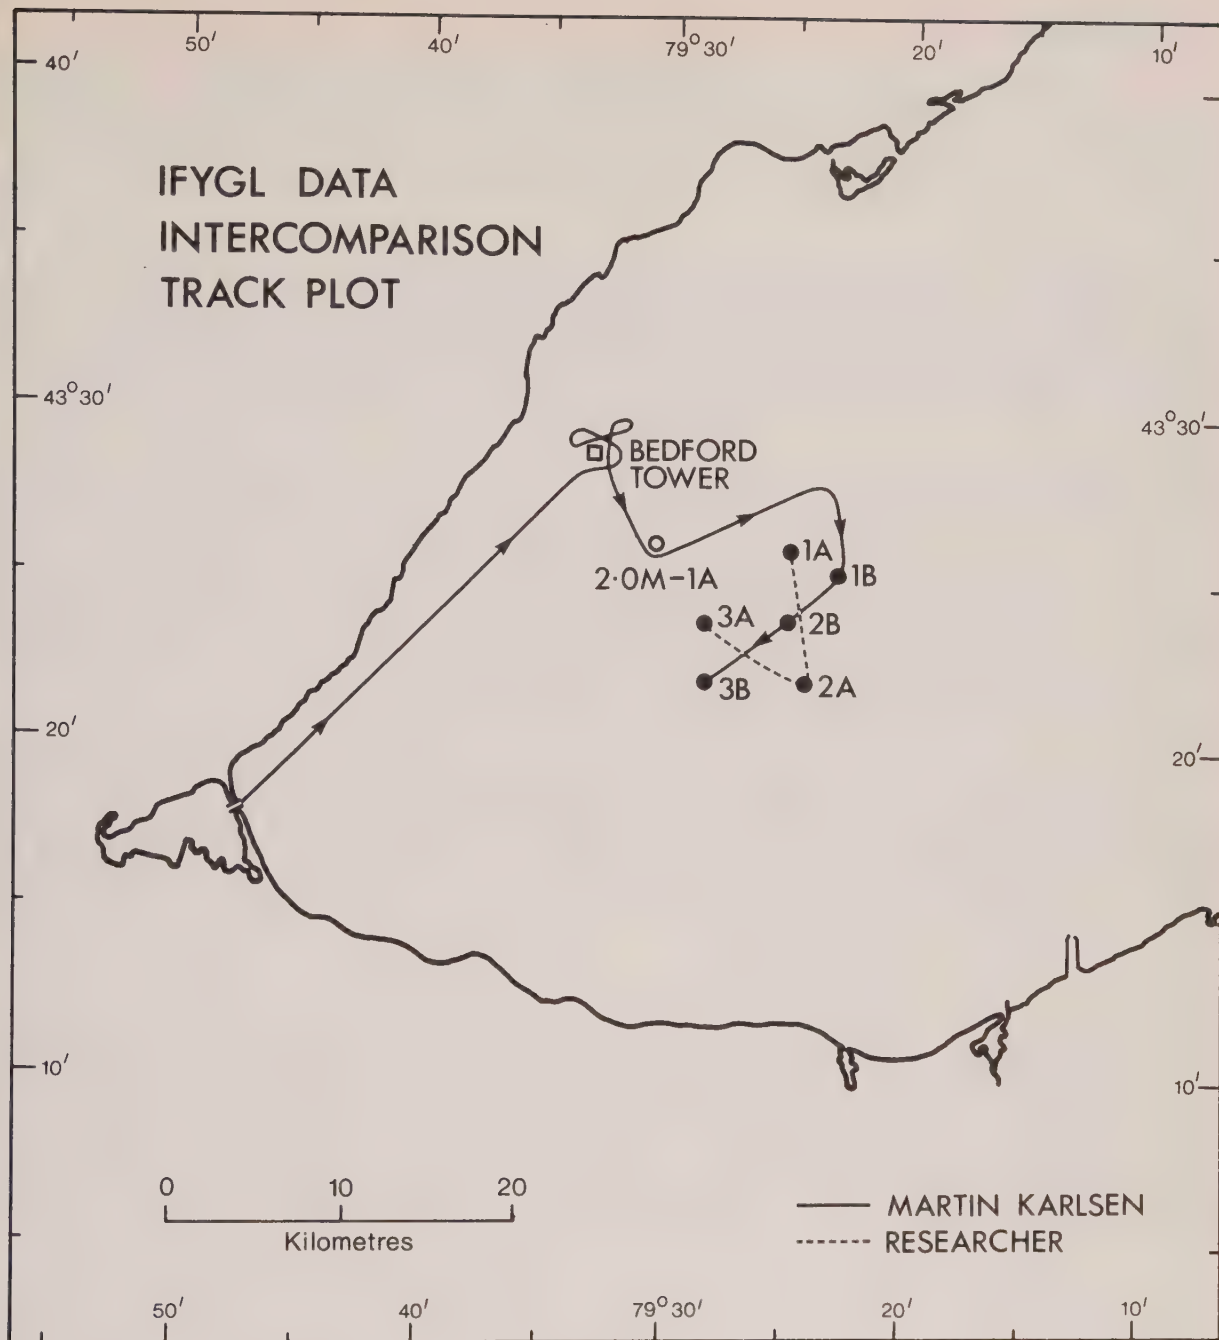 50′ 40′ 79°30′ 20′ 10′
40′
IFYGL DATA
INTERCOMPARISON
TRACK PLOT
43°30′
43°30′
BEDFORD
TOWER
1A
2·0M–1A
1B
3A
2B
3B
2A
20′
20′
10′
10′
0 10 20
Kilometres
MARTIN KARLSEN
RESEARCHER
50′ 40′ 79°30′ 20′ 10′